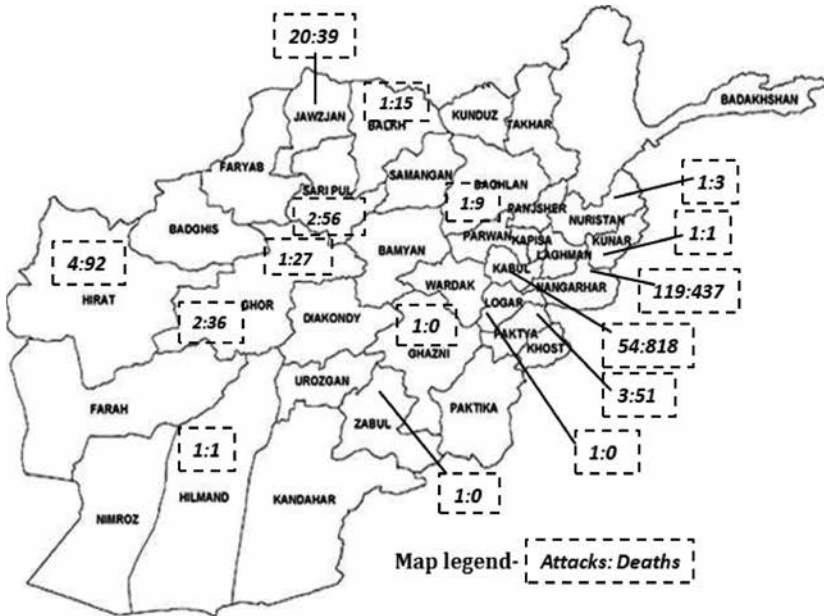 20:39
1:15
BADAKHSHAN
JAWZJAN
BALKH
KUNDUZ
TAKHAR
FARYAB
SAMANGAN
BAGHLAN
1:3
SARI PUL
1:9
PANJSHER
NURISTAN
2:56
BADGHIS
PARWAN
KAPISA
KUNAR
1:1
BAMYAN
LAGHMAN
4:92
1:27
KABUL
HIRAT
WARDAK
NANGARHAR
119:437
GHOR
LOGAR
2:36
DIAKONDY
1:0
PAKTYA
54:818
GHAZNI
KHOST
UROZGAN
3:51
FARAH
PAKTIKA
ZABUL
1:1
1:0
HILMAND
KANDAHAR
1:0
NIMROZ
Map legend- Attacks: Deaths